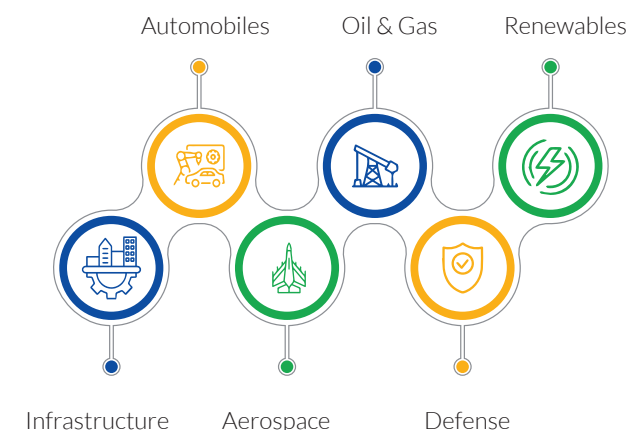 Automobiles
Oil & Gas
Renewables
Infrastructure
Aerospace
Defense